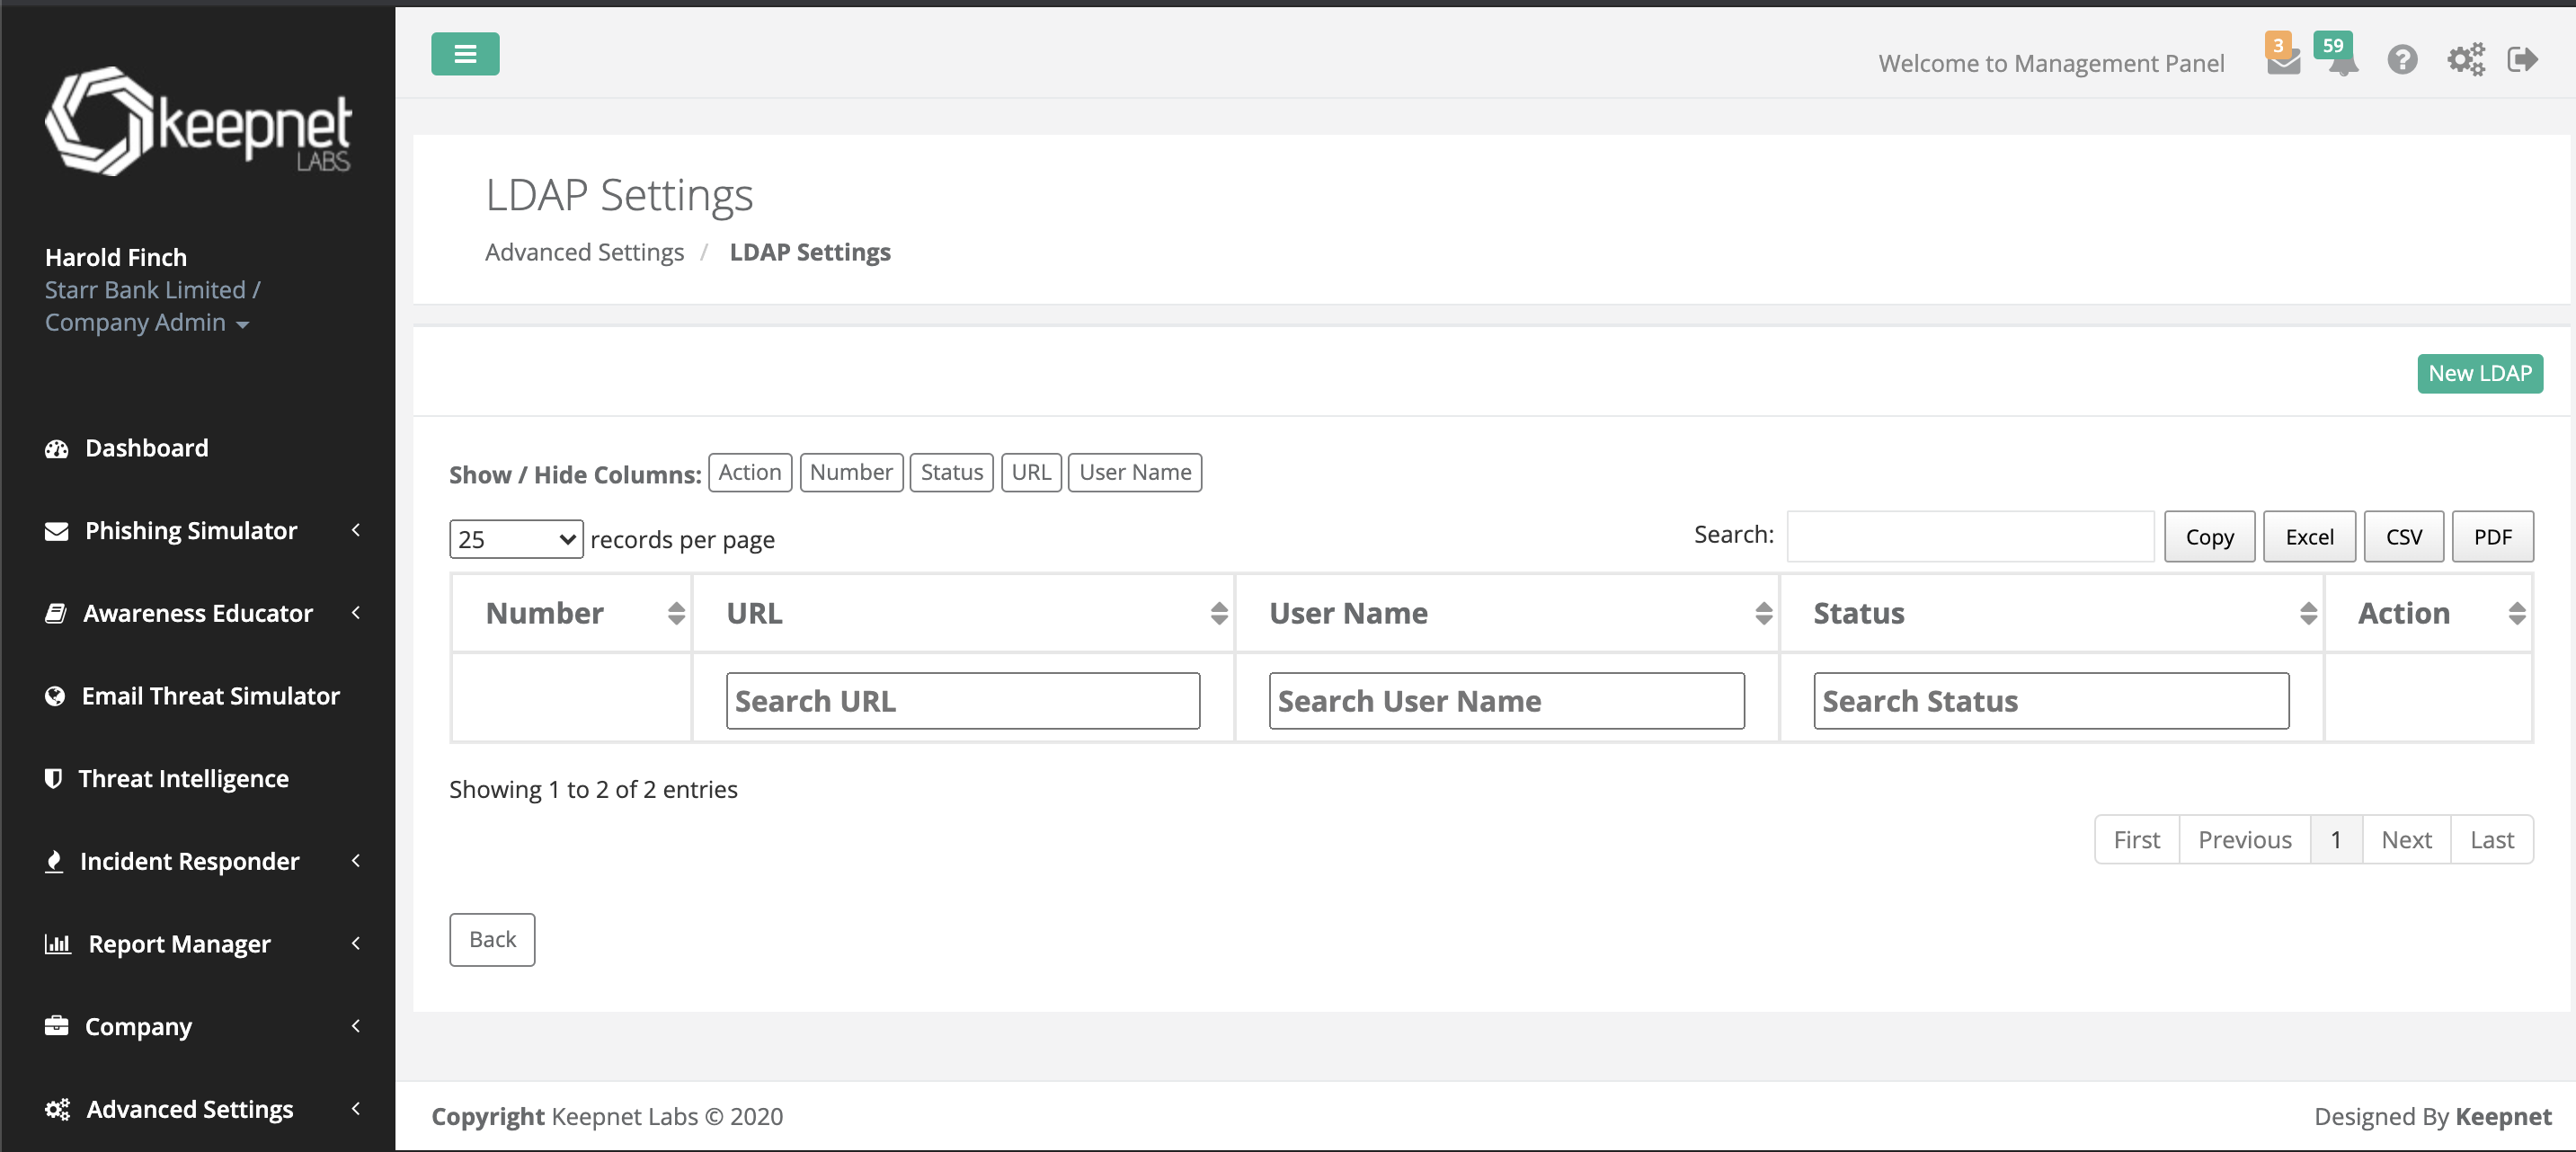 keepnet
LABS
Harold Finch
Starr Bank Limited /
Company Admin
Dashboard
Phishing Simulator
Awareness Educator
Email Threat Simulator
Threat Intelligence
Incident Responder
Report Manager
Company
Advanced Settings
Welcome to Management Panel
3
59
LDAP Settings
Advanced Settings / LDAP Settings
New LDAP
Show / Hide Columns: Action Number Status URL User Name
25 records per page
Search: Copy Excel CSV PDF
Number URL User Name Status Action
Search URL Search User Name Search Status
Showing 1 to 2 of 2 entries
First Previous 1 Next Last
Back
Copyright Keepnet Labs © 2020
Designed By Keepnet